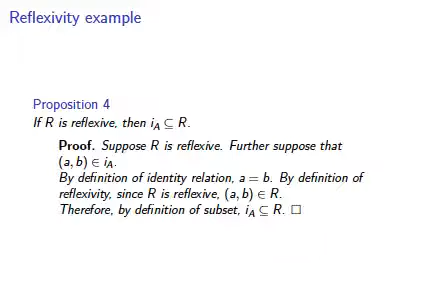 Reflexivity example
Proposition 4
If R is reflexive, then i_A ⊆ R.
Proof. Suppose R is reflexive. Further suppose that
(a, b) ∈ i_A.
By definition of identity relation, a = b. By definition of
reflexivity, since R is reflexive, (a, b) ∈ R.
Therefore, by definition of subset, i_A ⊆ R. □